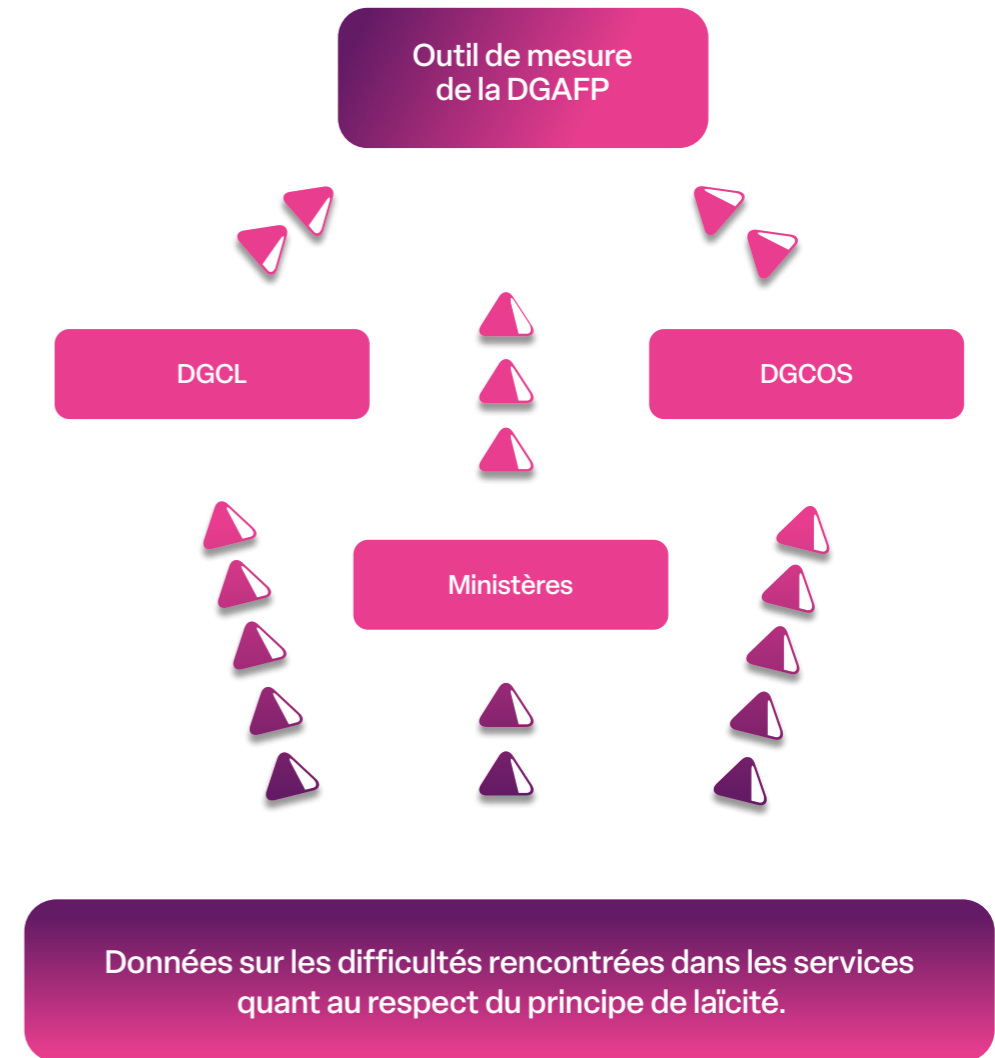 Outil de mesure
de la DGAFP
DGCL
DGCOS
Ministères
Données sur les difficultés rencontrées dans les services
quant au respect du principe de laïcité.